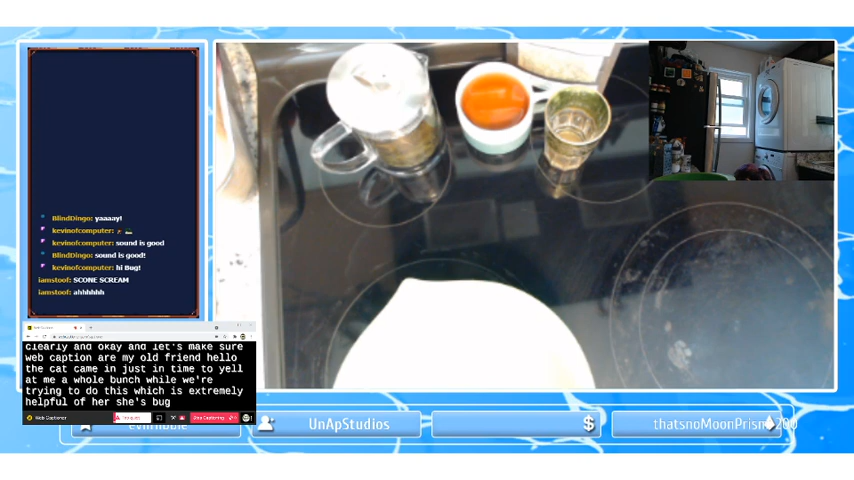 BlindDingo: yaaaay!
kevinofcomputer:
kevinofcomputer: sound is good
BlindDingo: sound is good!
kevinofcomputer: hi Bug!
iamstoof: SCONE SCREAM
iamstoof: ahhhhhh
clearly and okay and let's make sure
web caption are my old friend hello
the cat came in just in time to yell
at me a whole bunch while we're
trying to do this which is extremely
helpful of her she's bug
Web Captioner
Stop Captioning
UnApStudios
$
thatsnoMoonPrism 200